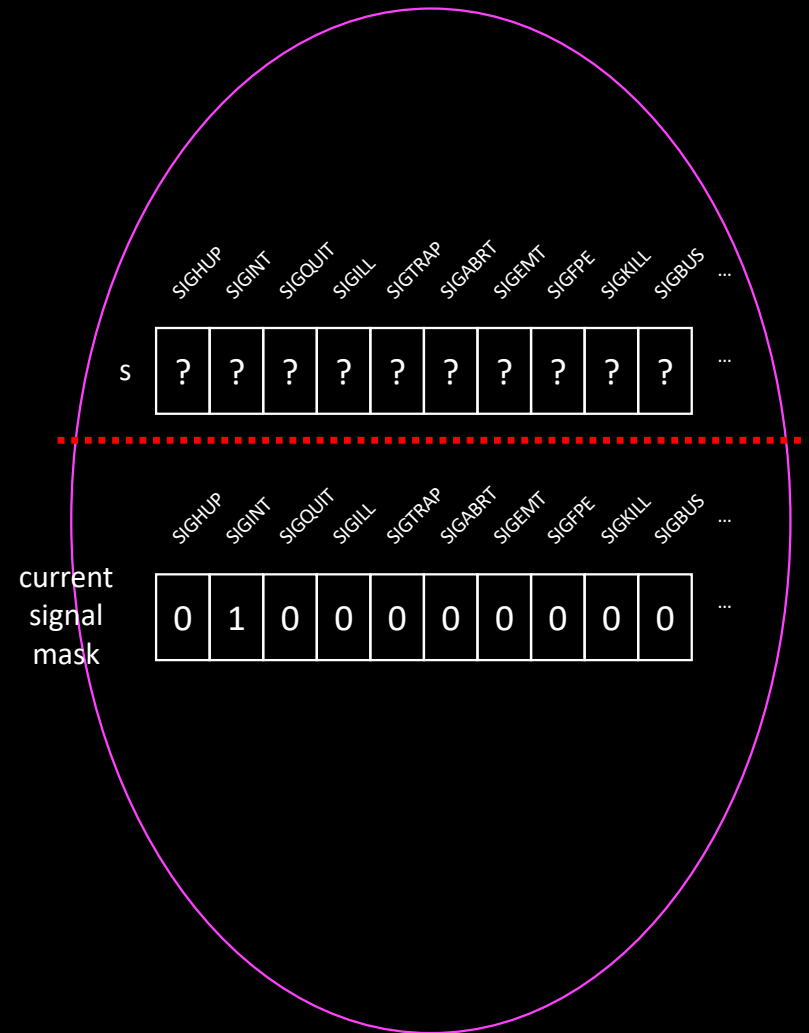 SIGHUP SIGINT SIGQUIT SIGILL SIGTRAP SIGABRT SIGEMT SIGFPE SIGKILL SIGBUS ...
s ? ? ? ? ? ? ? ? ? ? ...
SIGHUP SIGINT SIGQUIT SIGILL SIGTRAP SIGABRT SIGEMT SIGFPE SIGKILL SIGBUS ...
current
signal
mask
0 1 0 0 0 0 0 0 0 0 ...